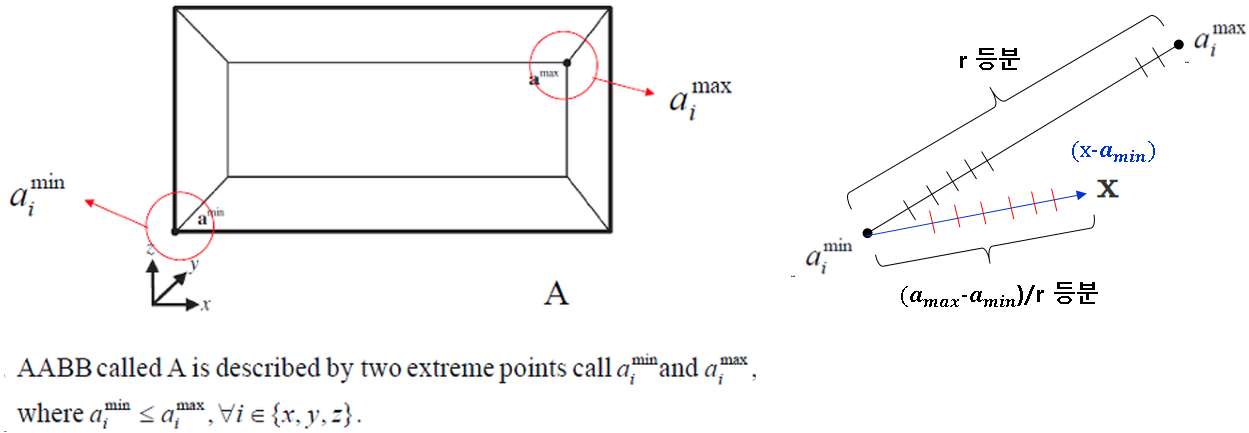 a_i^min
a^min
a^max
a_i^max
z
y
x
A
r 등분
a_i^max
(x-a_min)
x
a_i^min
(a_max-a_min)/r 등분
AABB called A is described by two extreme points call a_i^min and a_i^max,
where a_i^min ≤ a_i^max, ∀i ∈ {x, y, z}.